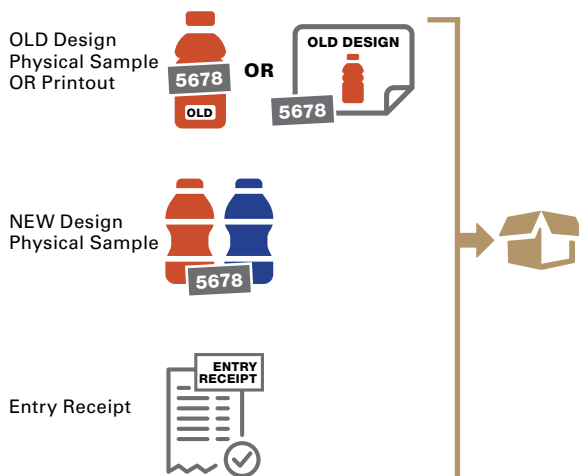 OLD Design
Physical Sample
OR Printout
5678
OLD
OR
OLD DESIGN
5678
NEW Design
Physical Sample
5678
Entry Receipt
ENTRY
RECEIPT